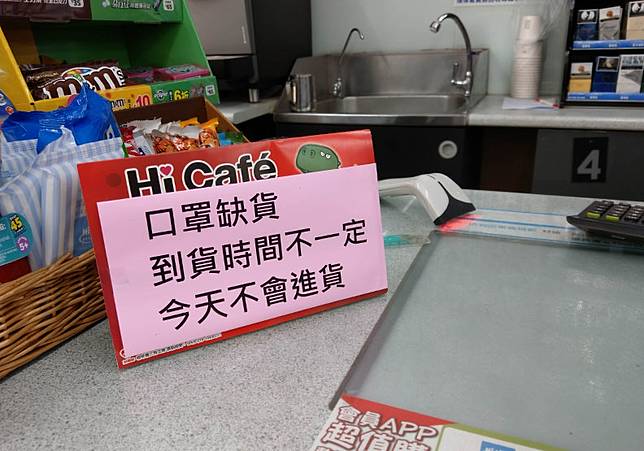 Hi Café
口罩缺貨
到貨時間不一定
今天不會進貨
m&m's
4
45
會員APP
超值購